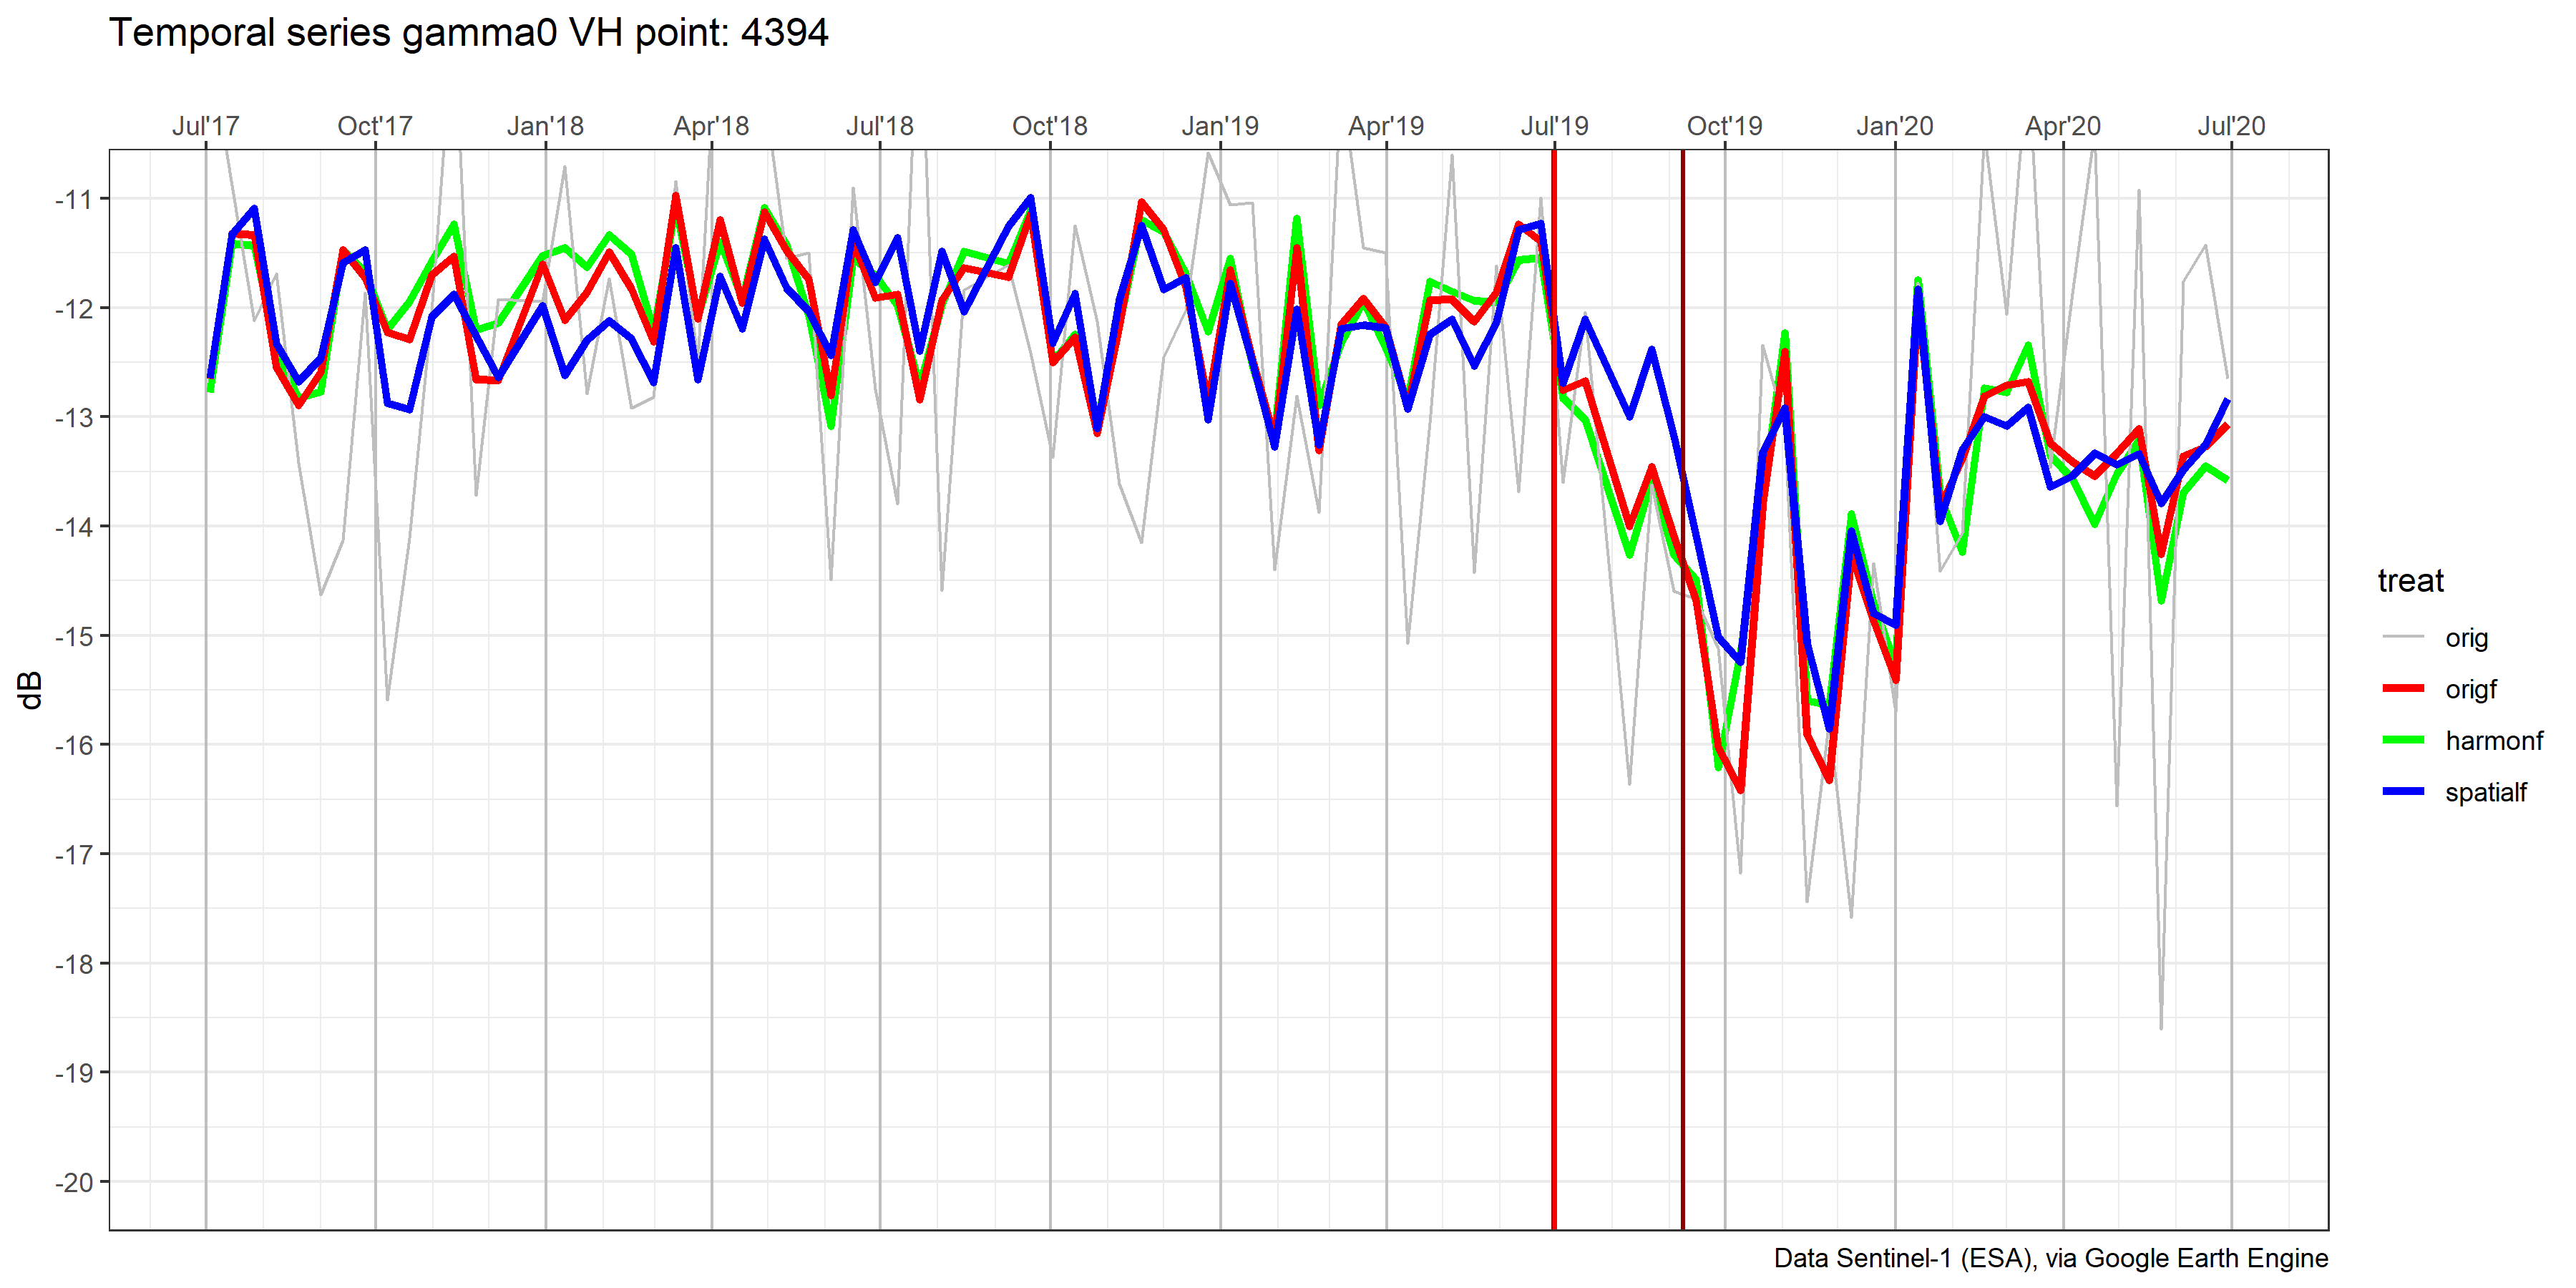 Temporal series gamma0 VH point: 4394
Jul'17 Oct'17 Jan'18 Apr'18 Jul'18 Oct'18 Jan'19 Apr'19 Jul'19 Oct'19 Jan'20 Apr'20 Jul'20
-11
-12
-13
-14
-15
-16
-17
-18
-19
-20
dB
treat
orig
origf
harmonf
spatialf
Data Sentinel-1 (ESA), via Google Earth Engine